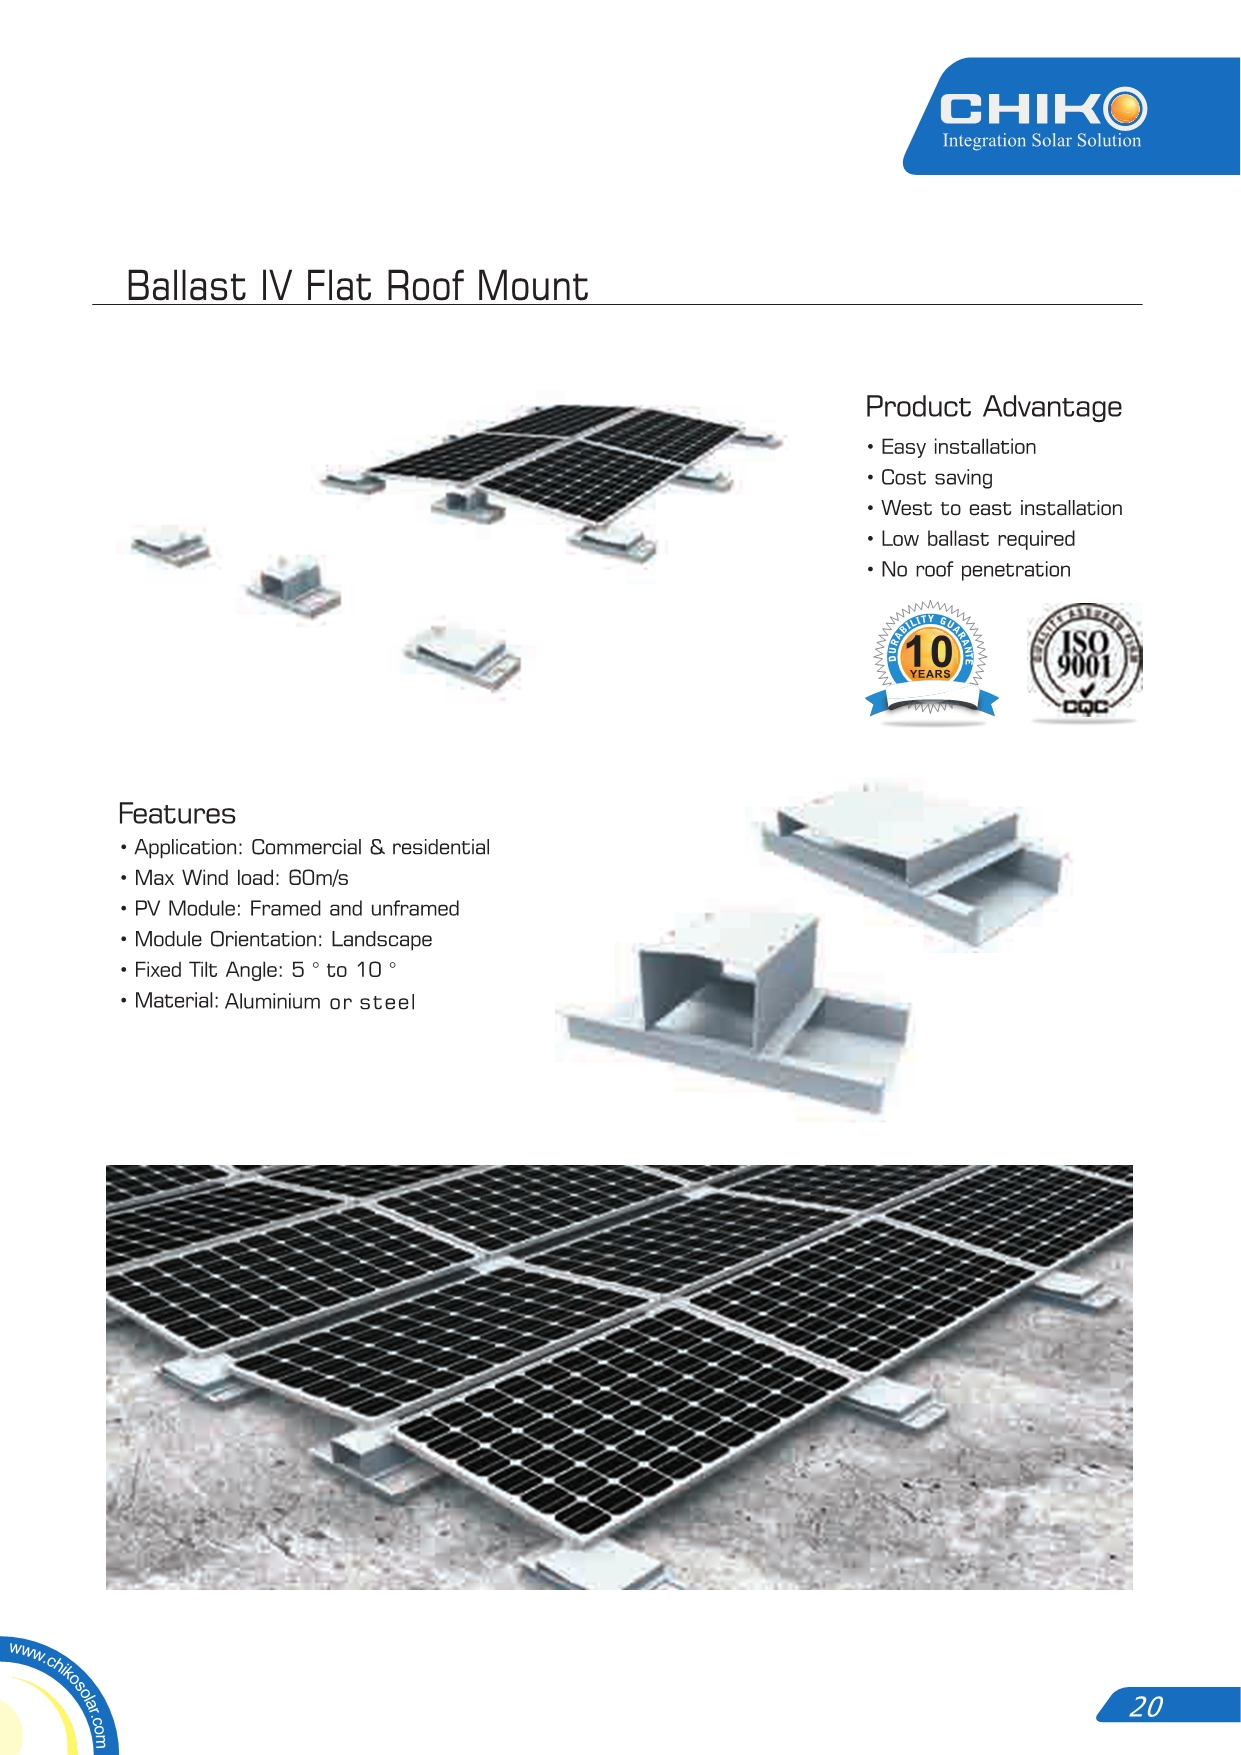 CHIKO
Integration Solar Solution
Ballast IV Flat Roof Mount
Product Advantage
• Easy installation
• Cost saving
• West to east installation
• Low ballast required
• No roof penetration
DURABILITY GUARANTE
10
YEARS
QUALITY ASSURED FIRM
ISO
9001
CQC
Features
• Application: Commercial & residential
• Max Wind load: 60m/s
• PV Module: Framed and unframed
• Module Orientation: Landscape
• Fixed Tilt Angle: 5 ° to 10 °
• Material: Aluminium or steel
www.chikosolar.com
20